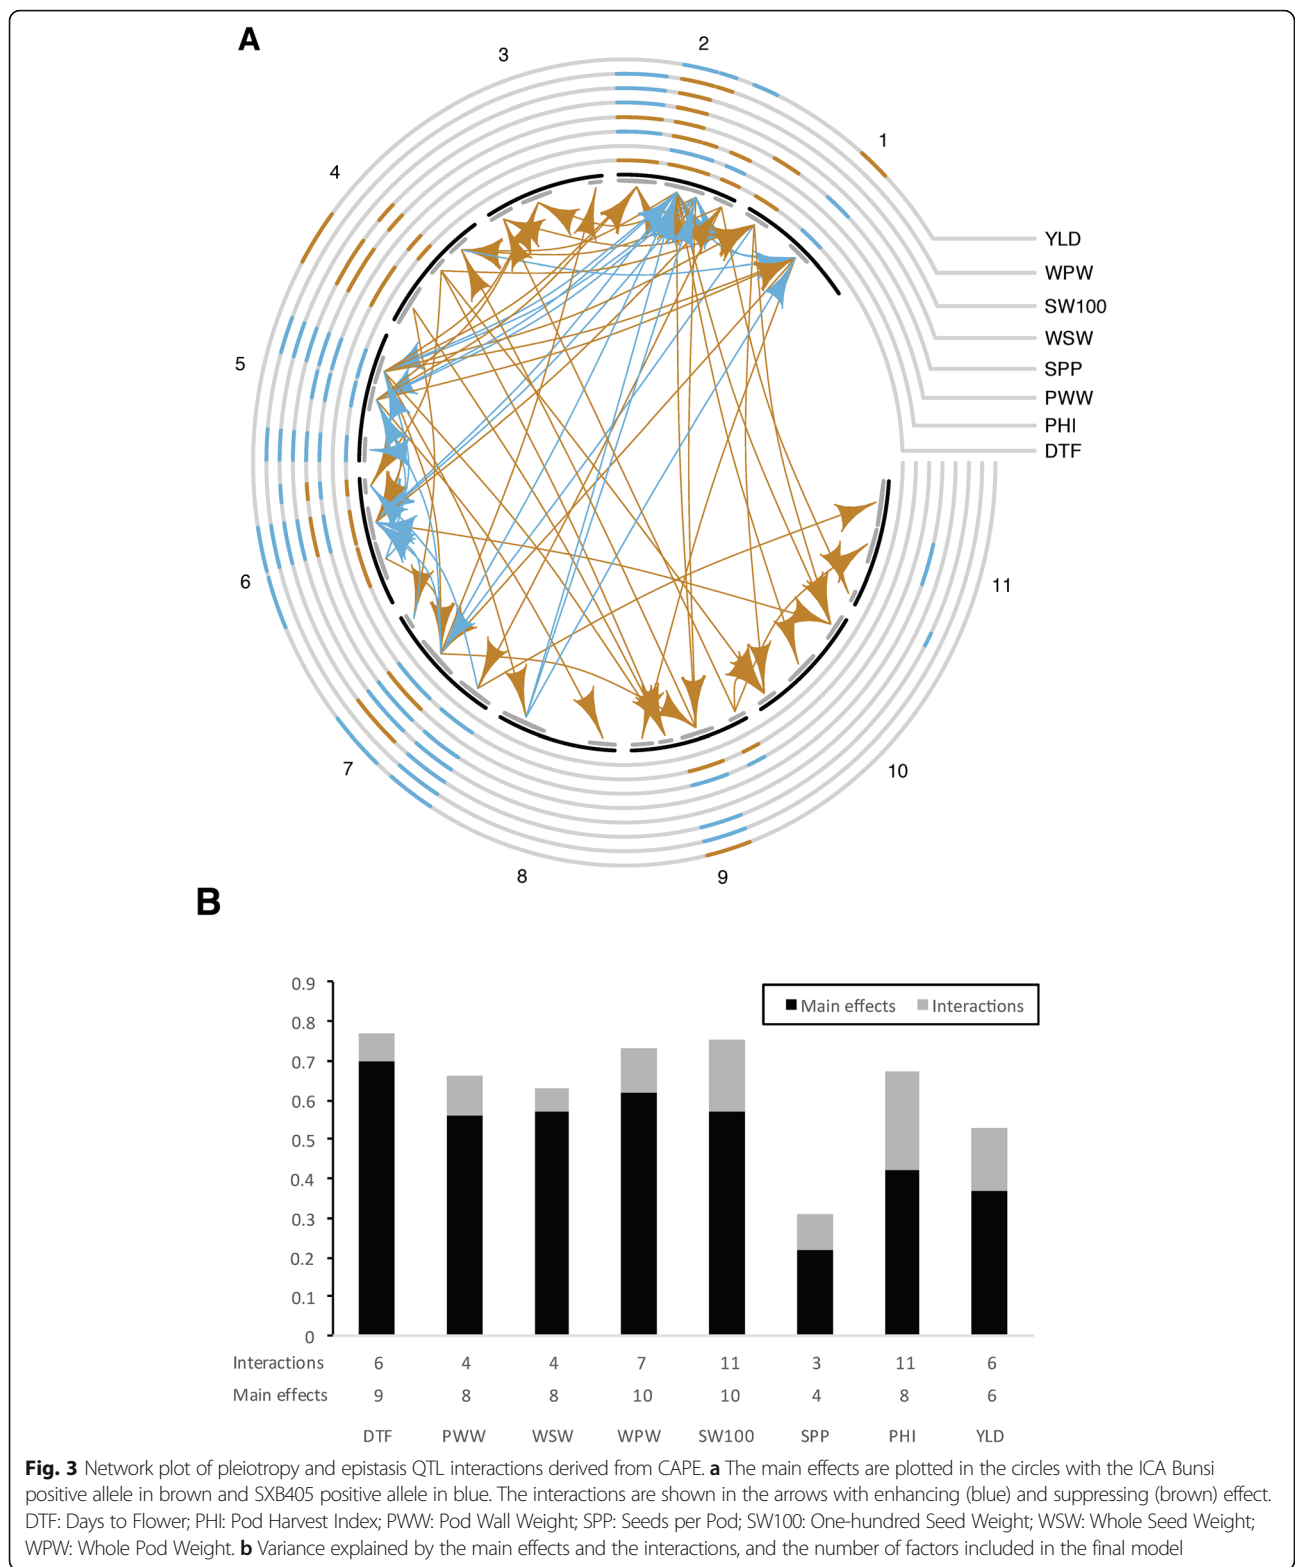 A
3
2
1
4
5
6
7
8
9
10
11
YLD
WPW
SW100
WSW
SPP
PWW
PHI
DTF
B
0.9
0.8
0.7
0.6
0.5
0.4
0.3
0.2
0.1
0
Main effects Interactions
Interactions 6 4 4 7 11 3 11 6
Main effects 9 8 8 10 10 4 8 6
DTF PWW WSW WPW SW100 SPP PHI YLD
Fig. 3 Network plot of pleiotropy and epistasis QTL interactions derived from CAPE. a The main effects are plotted in the circles with the ICA Bunsi
positive allele in brown and SXB405 positive allele in blue. The interactions are shown in the arrows with enhancing (blue) and suppressing (brown) effect.
DTF: Days to Flower; PHI: Pod Harvest Index; PWW: Pod Wall Weight; SPP: Seeds per Pod; SW100: One-hundred Seed Weight; WSW: Whole Seed Weight;
WPW: Whole Pod Weight. b Variance explained by the main effects and the interactions, and the number of factors included in the final model